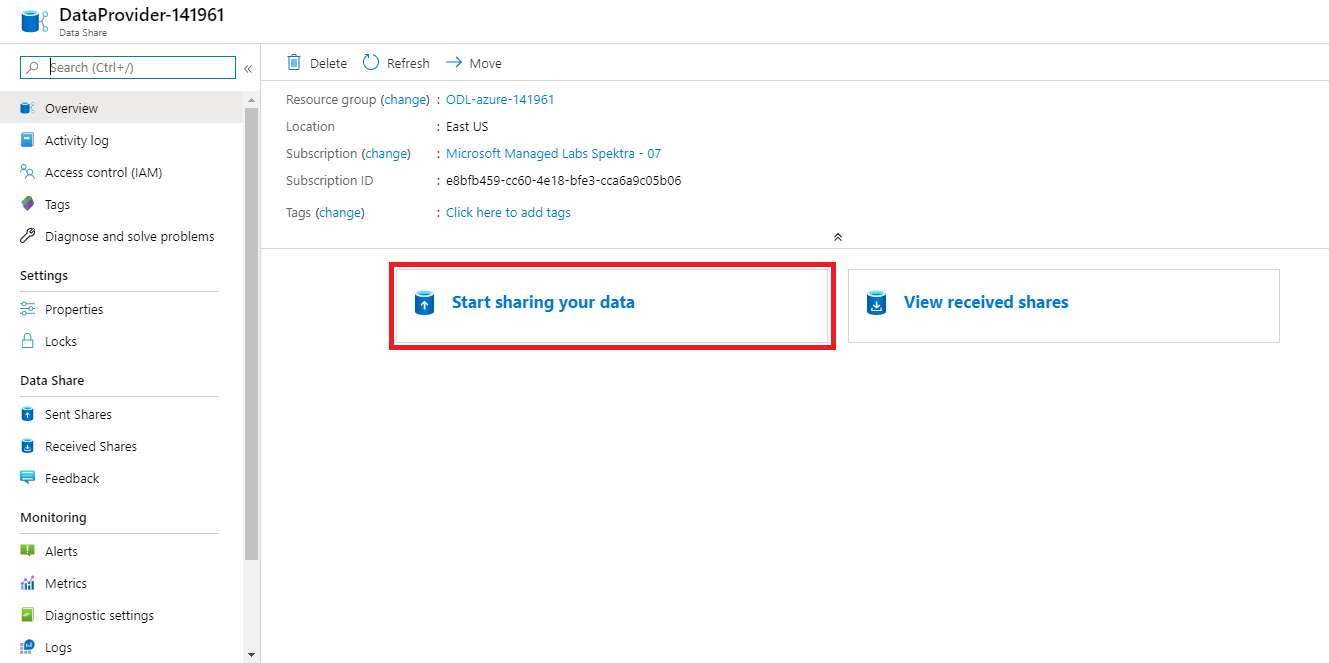 DataProvider-141961
Data Share
Search (Ctrl+/)
Overview
Activity log
Access control (IAM)
Tags
Diagnose and solve problems
Settings
Properties
Locks
Data Share
Sent Shares
Received Shares
Feedback
Monitoring
Alerts
Metrics
Diagnostic settings
Logs
Delete Refresh Move
Resource group (change) : ODL-azure-141961
Location : East US
Subscription (change) : Microsoft Managed Labs Spektra - 07
Subscription ID : e8bfb459-cc60-4e18-bfe3-cca6a9c05b06
Tags (change) : Click here to add tags
Start sharing your data
View received shares